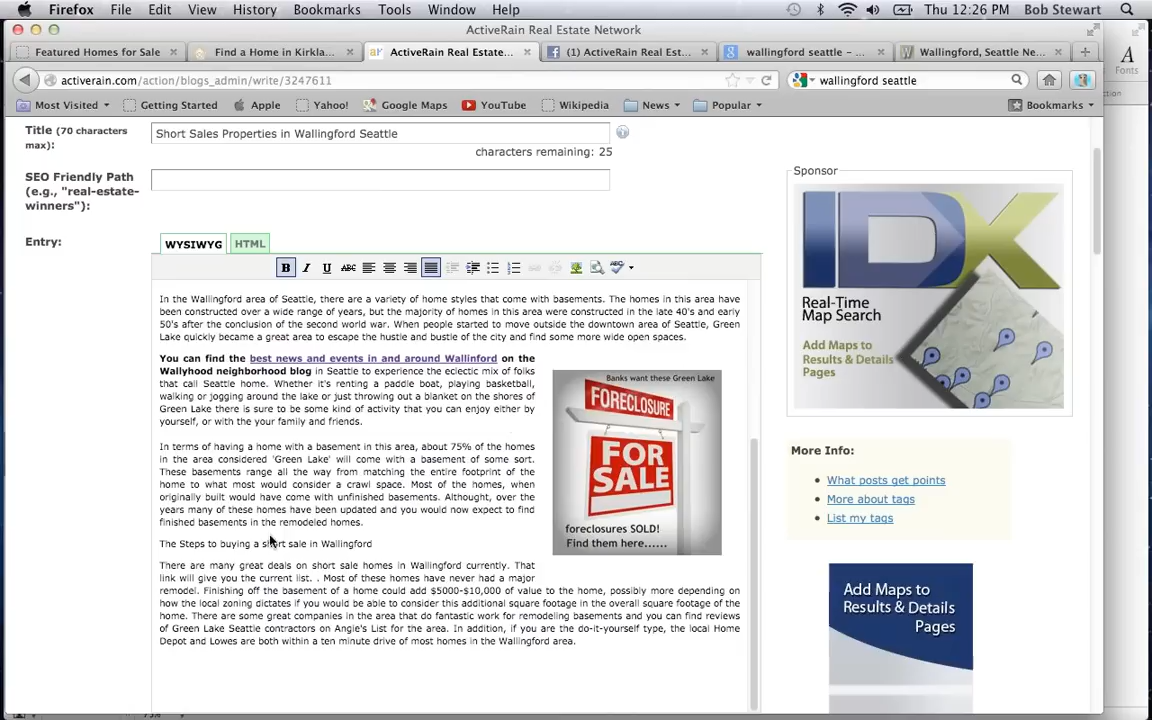 Firefox File Edit View History Bookmarks Tools Window Help Thu 12:26 PM Bob Stewart
ActiveRain Real Estate Network
Featured Homes for Sale Find a Home in Kirkla... ActiveRain Real Estate... (1) ActiveRain Real Est... wallingford seattle – ... Wallingford, Seattle Ne...
activerain.com/action/blogs_admin/write/3247611 wallingford seattle
Most Visited Getting Started Apple Yahoo! Google Maps YouTube Wikipedia News Popular Bookmarks
Fonts
Title (70 characters max): Short Sales Properties in Wallingford Seattle
characters remaining: 25
SEO Friendly Path
(e.g., "real-estate-
winners"):
Entry: WYSIWYG HTML
B I U ABC
In the Wallingford area of Seattle, there are a variety of home styles that come with basements. The homes in this area have
been constructed over a wide range of years, but the majority of homes in this area were constructed in the late 40's and early
50's after the conclusion of the second world war. When people started to move outside the downtown area of Seattle, Green
Lake quickly became a great area to escape the hustle and bustle of the city and find some more wide open spaces.
You can find the best news and events in and around Wallinford on the
Wallyhood neighborhood blog in Seattle to experience the eclectic mix of folks
that call Seattle home. Whether it's renting a paddle boat, playing basketball,
walking or jogging around the lake or just throwing out a blanket on the shores of
Green Lake there is sure to be some kind of activity that you can enjoy either by
yourself, or with the your family and friends.
In terms of having a home with a basement in this area, about 75% of the homes
in the area considered 'Green Lake' will come with a basement of some sort.
These basements range all the way from matching the entire footprint of the
home to what most would consider a crawl space. Most of the homes, when
originally built would have come with unfinished basements. Althought, over the
years many of these homes have been updated and you would now expect to find
finished basements in the remodeled homes.
The Steps to buying a short sale in Wallingford
There are many great deals on short sale homes in Wallingford currently. That
link will give you the current list. . Most of these homes have never had a major
remodel. Finishing off the basement of a home could add $5000-$10,000 of value to the home, possibly more depending on
how the local zoning dictates if you would be able to consider this additional square footage in the overall square footage of the
home. There are some great companies in the area that do fantastic work for remodeling basements and you can find reviews
of Green Lake Seattle contractors on Angie's List for the area. In addition, if you are the do-it-yourself type, the local Home
Depot and Lowes are both within a ten minute drive of most homes in the Wallingford area.
Banks want these Green Lake
FORECLOSURE
FOR
SALE
foreclosures SOLD!
Find them here......
Sponsor
IDX
Real-Time
Map Search
Add Maps to
Results & Details
Pages
More Info:
What posts get points
More about tags
List my tags
Add Maps to
Results & Details
Pages